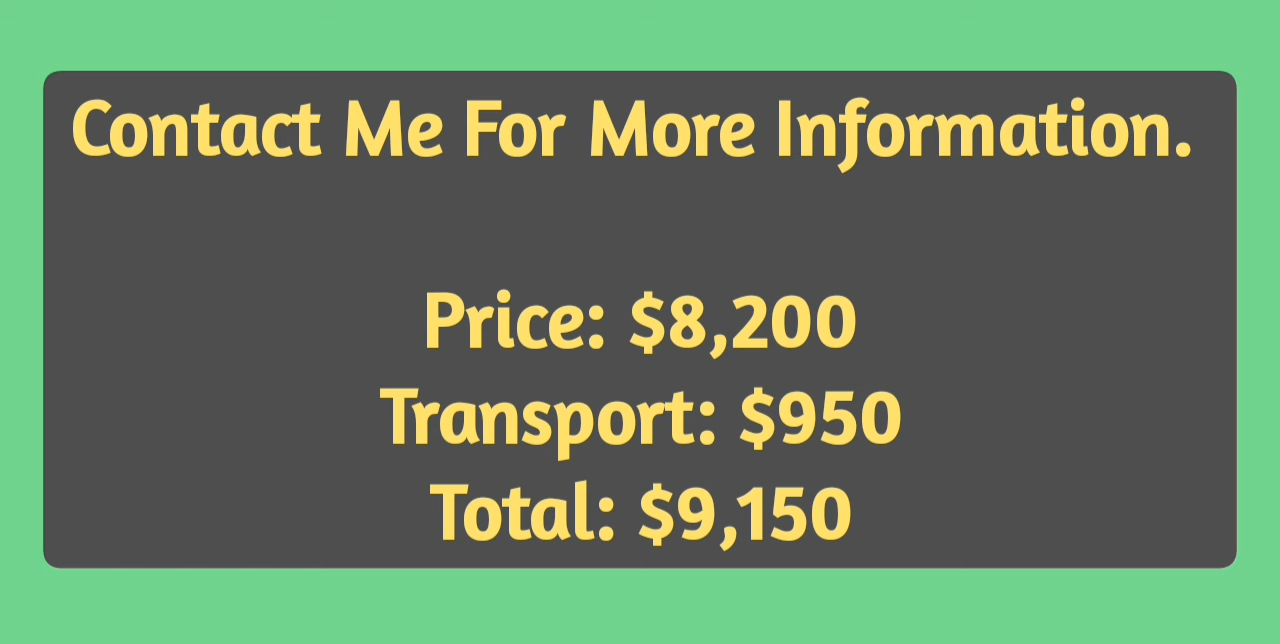 Contact Me For More Information.
Price: $8,200
Transport: $950
Total: $9,150